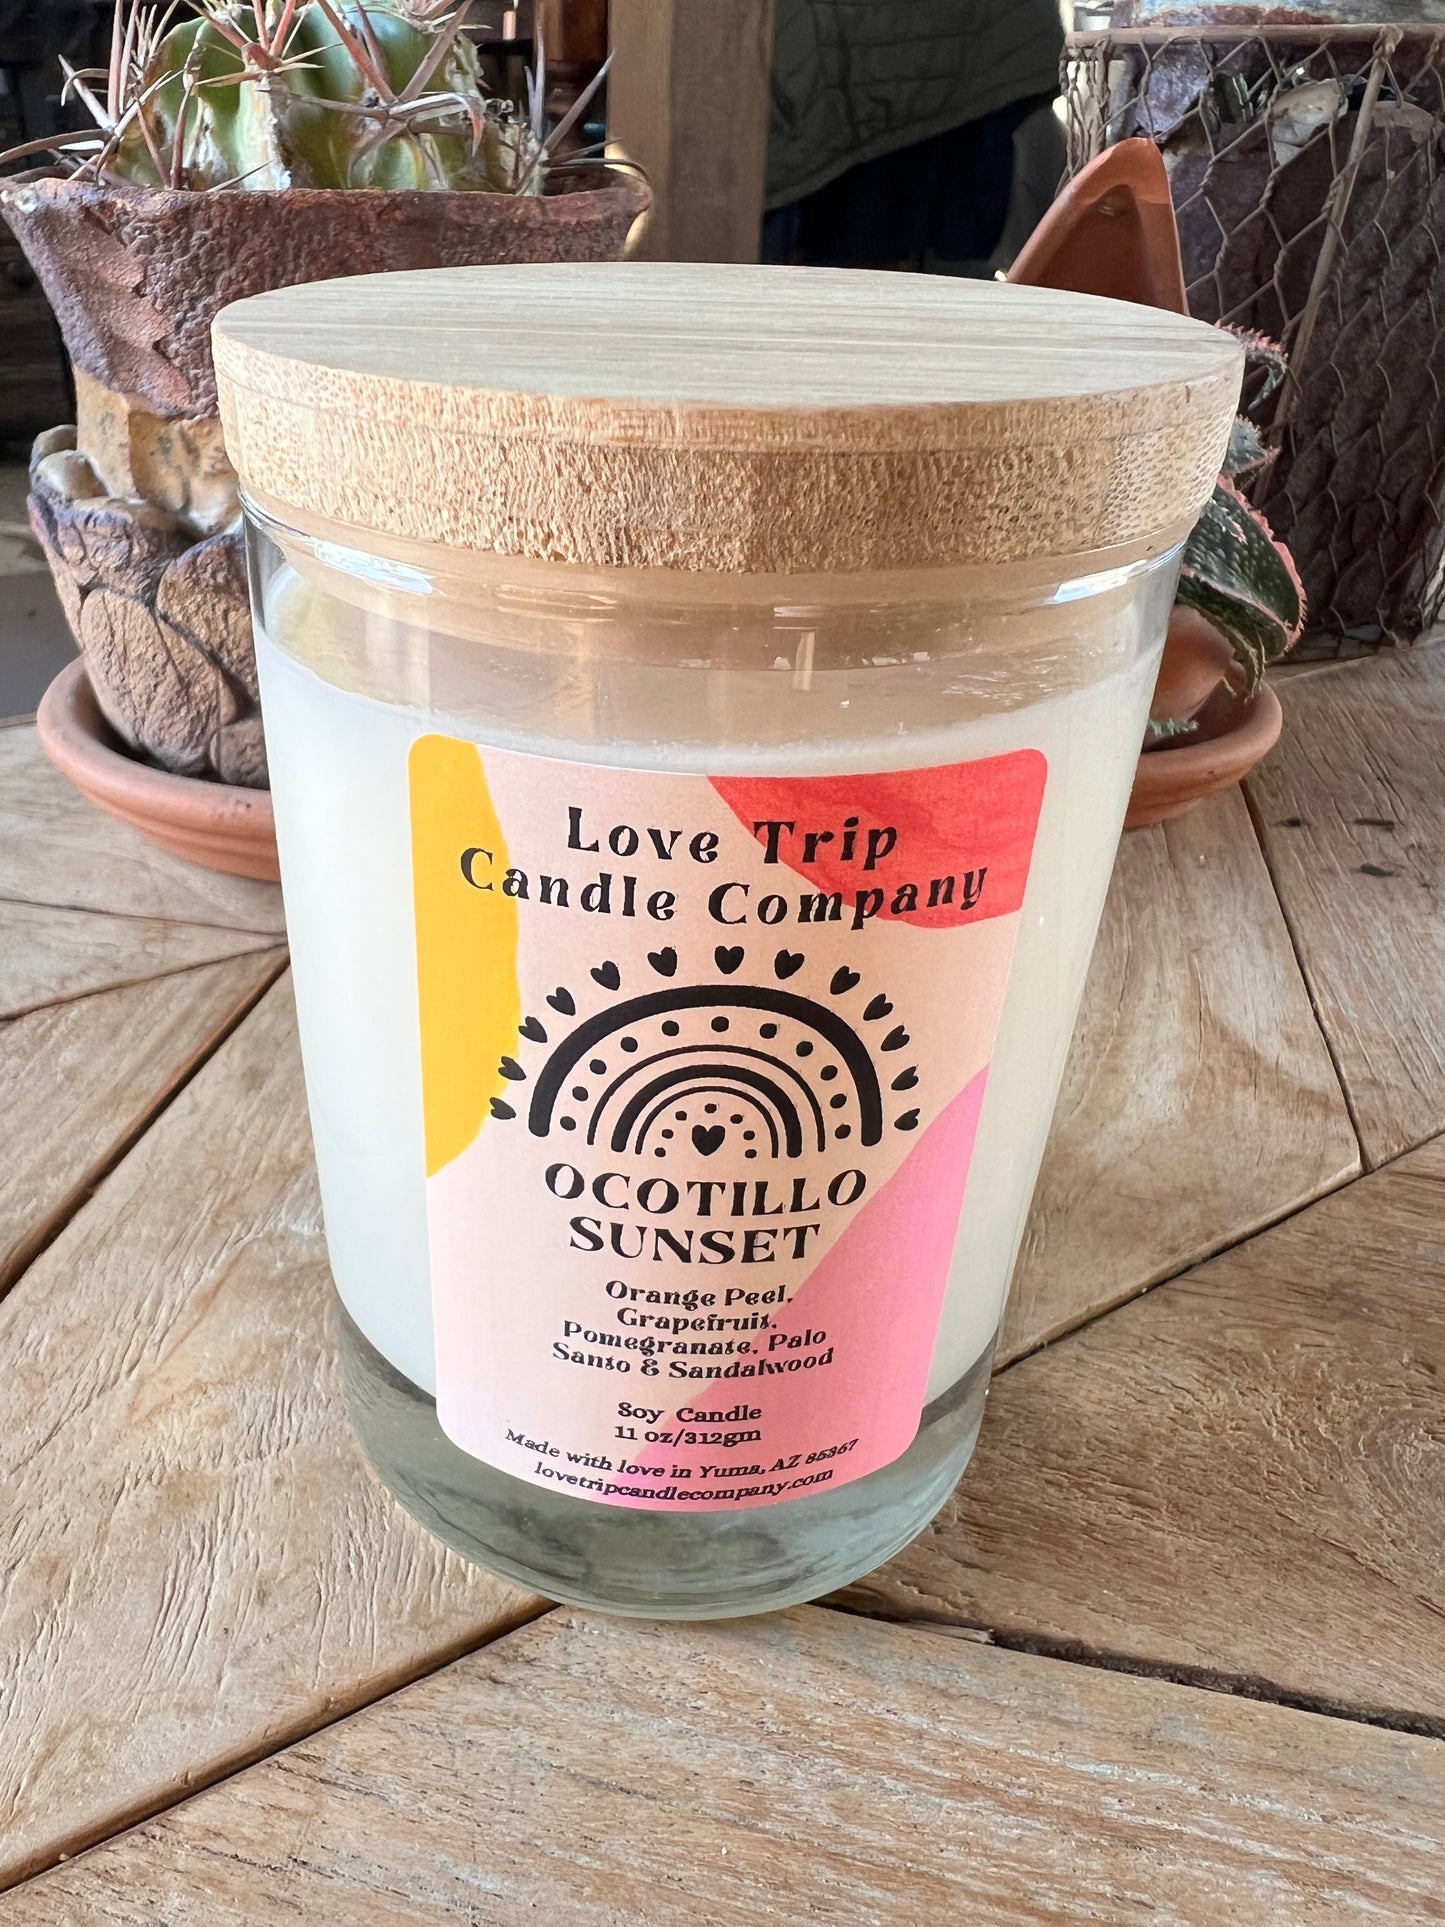 Love Trip
Candle Company
OCOTILLO
SUNSET
Orange Peel,
Grapefruit,
Pomegranate, Palo
Santo & Sandalwood
Soy Candle
11 oz/312gm
Made with love in Yuma, AZ 85367
lovetripcandlecompany.com